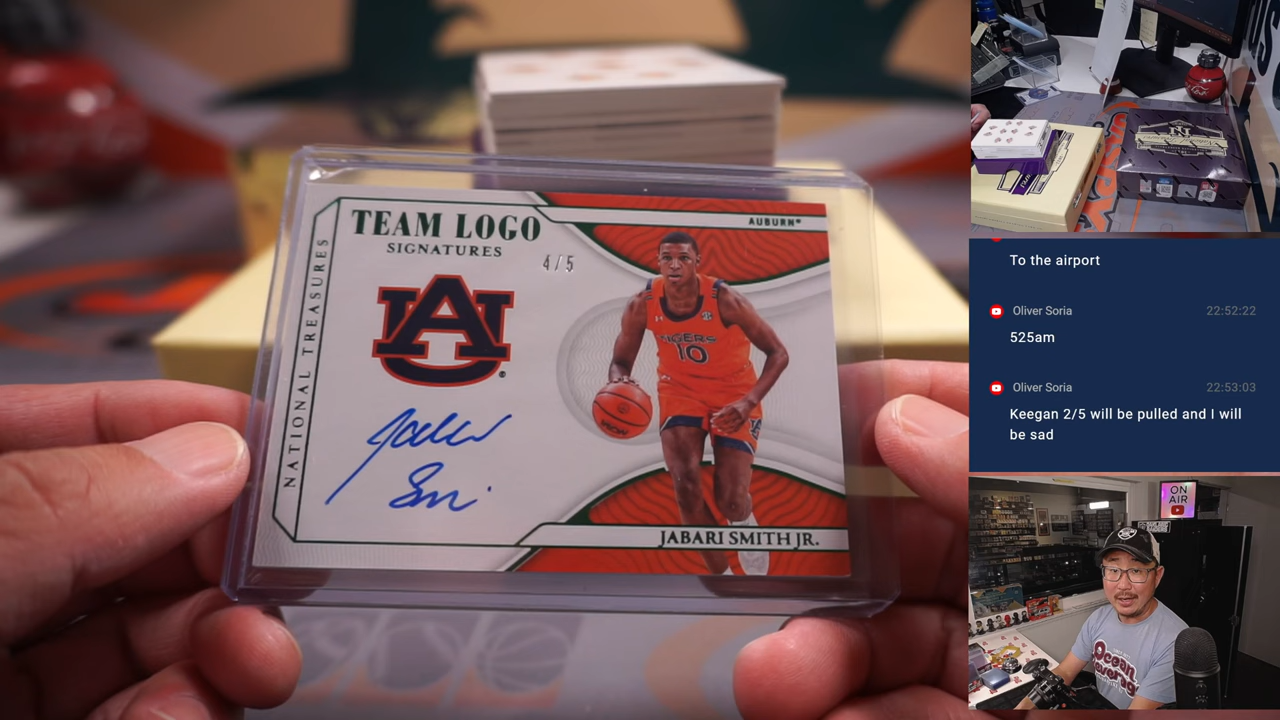 TEAM LOGO
SIGNATURES
4/5
AUBURN
NATIONAL TREASURES
AU
TIGERS
10
JABARI SMITH JR.
To the airport
Oliver Soria 22:52:22
525am
Oliver Soria 22:53:03
Keegan 2/5 will be pulled and I will
be sad
ON
AIR